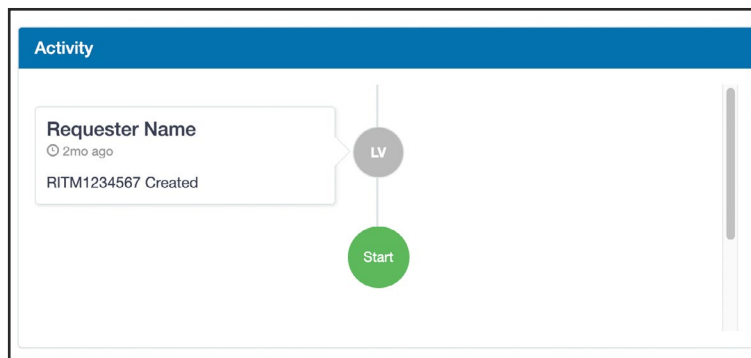 Activity
Requester Name
2mo ago
RITM1234567 Created
LV
Start